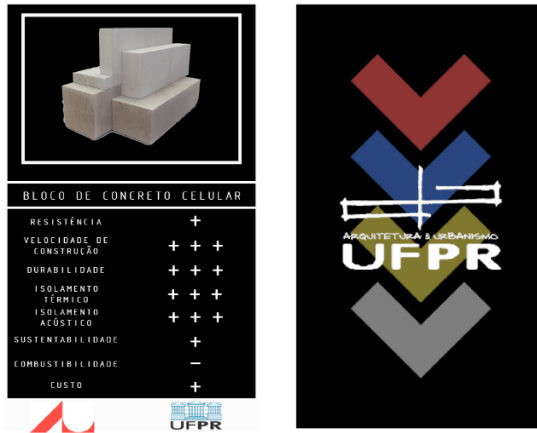 BLOCO DE CONCRETO CELULAR
RESISTÊNCIA +
VELOCIDADE DE
CONSTRUÇÃO + + +
DURABILIDADE + + +
ISOLAMENTO
TÉRMICO + + +
ISOLAMENTO
ACÚSTICO + + +
SUSTENTABILIDADE +
COMBUSTIBILIDADE −
CUSTO +
UFPR
ARQUITETURA & URBANISMO
UFPR